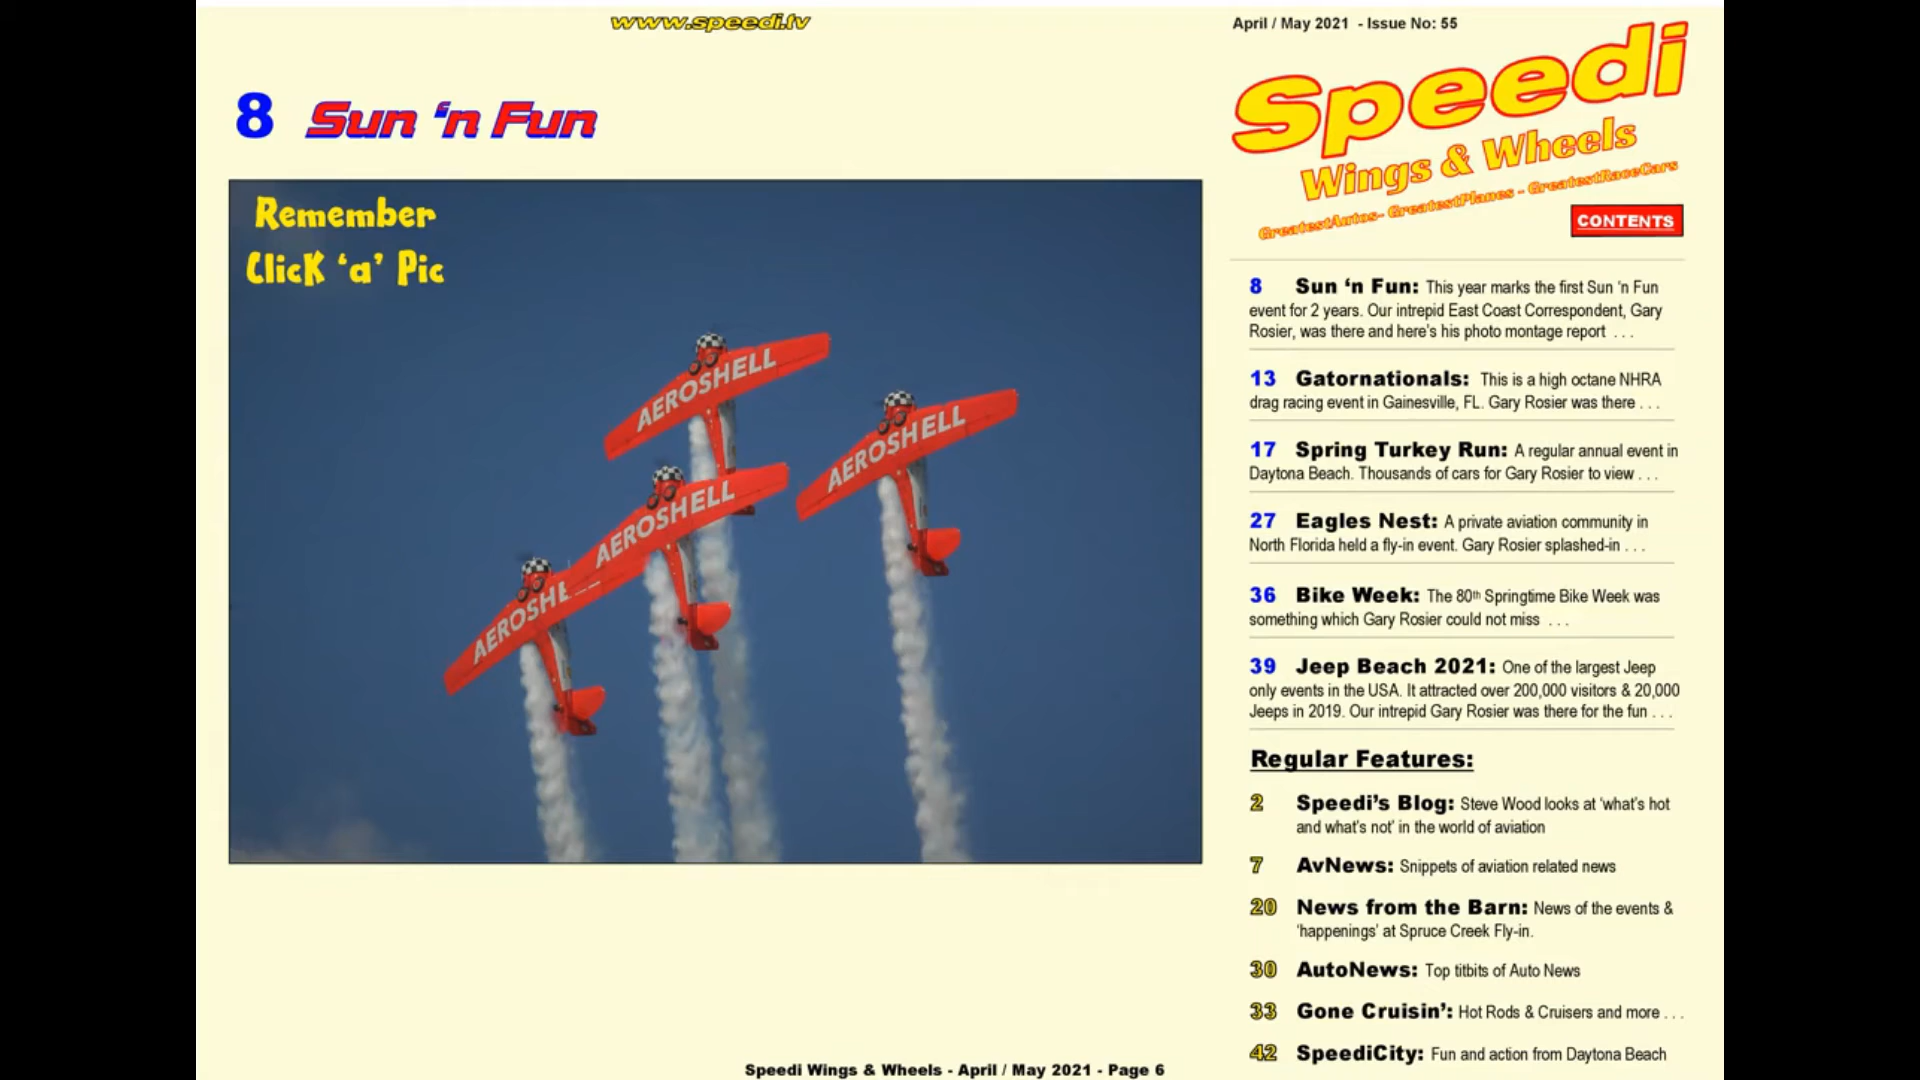 www.speedi.tv
April / May 2021 - Issue No: 55
8 Sun ‘n Fun
Speedi
Wings & Wheels
GreatestAutos- GreatestPlanes - GreatestRaceCars
CONTENTS
Remember
ClicK ‘a’ Pic
AEROSHELL
AEROSHELL
AEROSHELL
AEROSHE
8 Sun ‘n Fun: This year marks the first Sun ‘n Fun
event for 2 years. Our intrepid East Coast Correspondent, Gary
Rosier, was there and here’s his photo montage report . . .
13 Gatornationals: This is a high octane NHRA
drag racing event in Gainesville, FL. Gary Rosier was there . . .
17 Spring Turkey Run: A regular annual event in
Daytona Beach. Thousands of cars for Gary Rosier to view . . .
27 Eagles Nest: A private aviation community in
North Florida held a fly-in event. Gary Rosier splashed-in . . .
36 Bike Week: The 80th Springtime Bike Week was
something which Gary Rosier could not miss . . .
39 Jeep Beach 2021: One of the largest Jeep
only events in the USA. It attracted over 200,000 visitors & 20,000
Jeeps in 2019. Our intrepid Gary Rosier was there for the fun . . .
Regular Features:
2 Speedi’s Blog: Steve Wood looks at ‘what’s hot
and what’s not’ in the world of aviation
7 AvNews: Snippets of aviation related news
20 News from the Barn: News of the events &
‘happenings’ at Spruce Creek Fly-in.
30 AutoNews: Top titbits of Auto News
33 Gone Cruisin’: Hot Rods & Cruisers and more . . .
42 SpeediCity: Fun and action from Daytona Beach
Speedi Wings & Wheels - April / May 2021 - Page 6